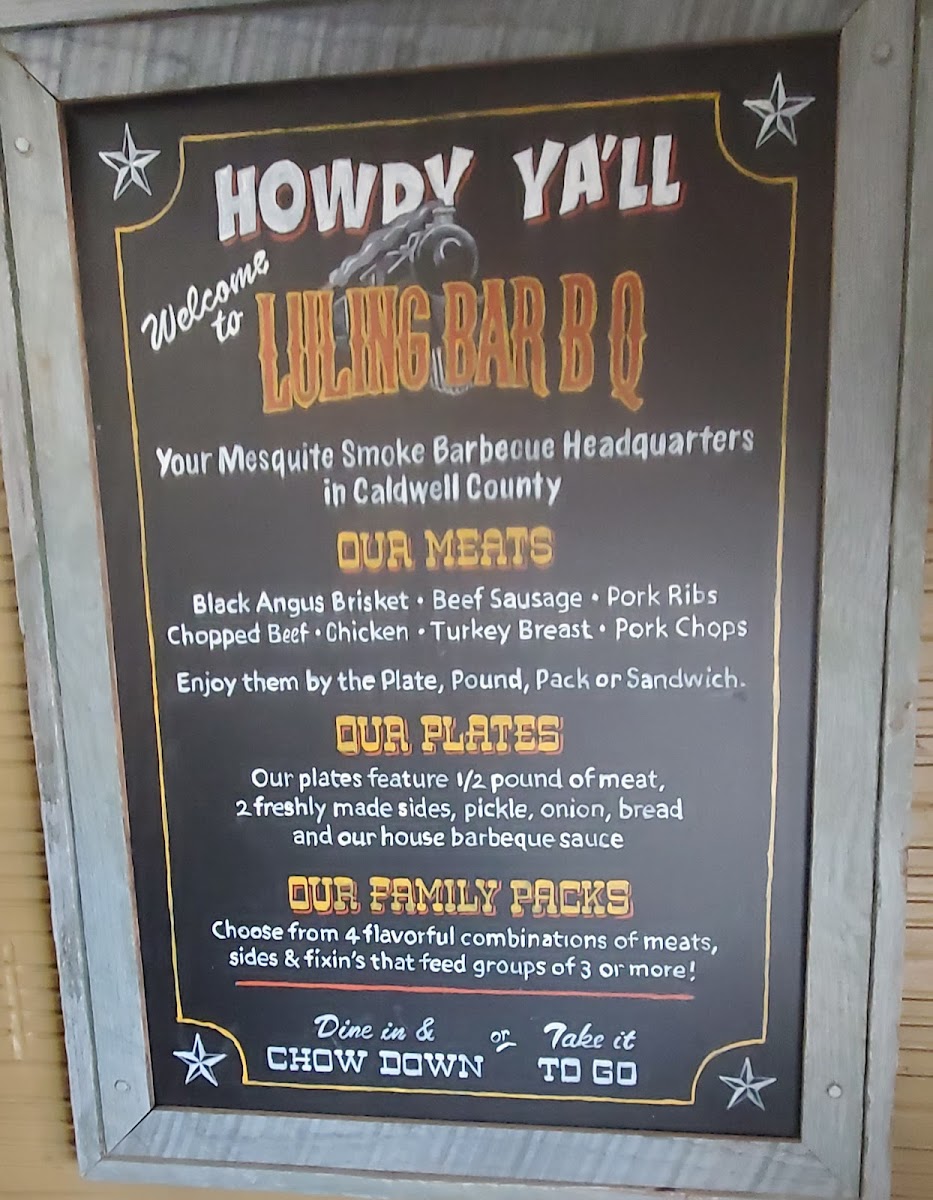 HOWDY YA'LL
Welcome
to
LULING BAR B Q
Your Mesquite Smoke Barbecue Headquarters
in Caldwell County
OUR MEATS
Black Angus Brisket • Beef Sausage • Pork Ribs
Chopped Beef • Chicken • Turkey Breast • Pork Chops
Enjoy them by the Plate, Pound, Pack or Sandwich.
OUR PLATES
Our plates feature 1/2 pound of meat,
2 freshly made sides, pickle, onion, bread
and our house barbeque sauce
OUR FAMILY PACKS
Choose from 4 flavorful combinations of meats,
sides & fixin's that feed groups of 3 or more!
Dine in & or Take it
CHOW DOWN TO GO